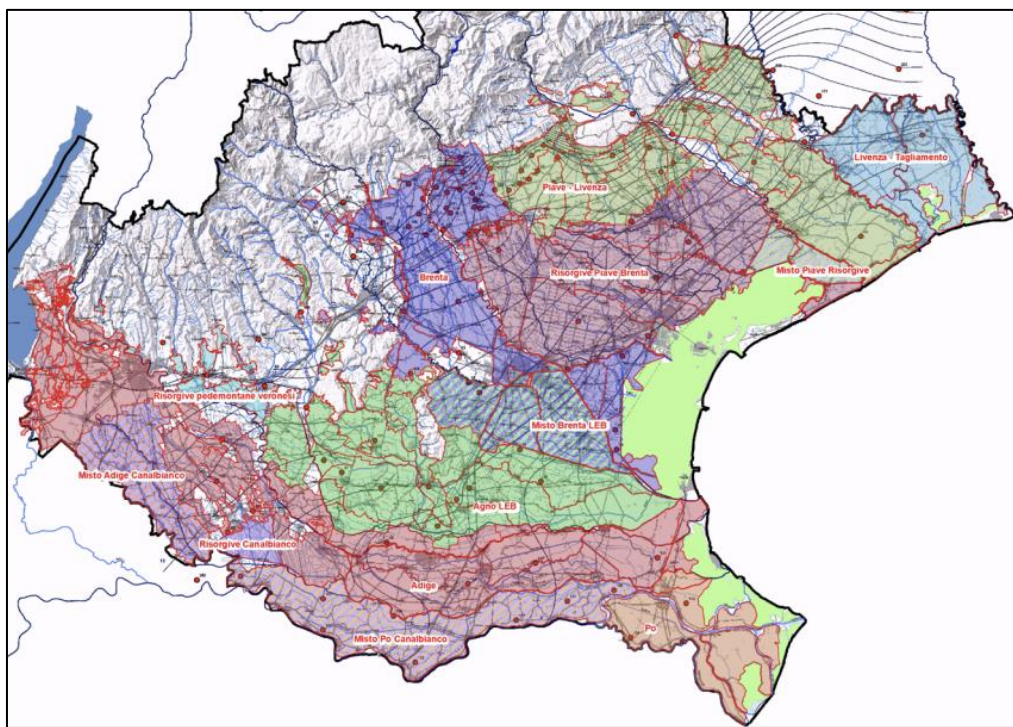 Livenza - Tagliamento
Piave - Livenza
Risorgive Piave Brenta
Misto Piave Risorgive
Brenta
Risorgive pedemontane veronesi
Misto Brenta LEB
Misto Adige Canalbianco
Agno LEB
Risorgive Canalbianco
Adige
Po
Misto Po Canalbianco